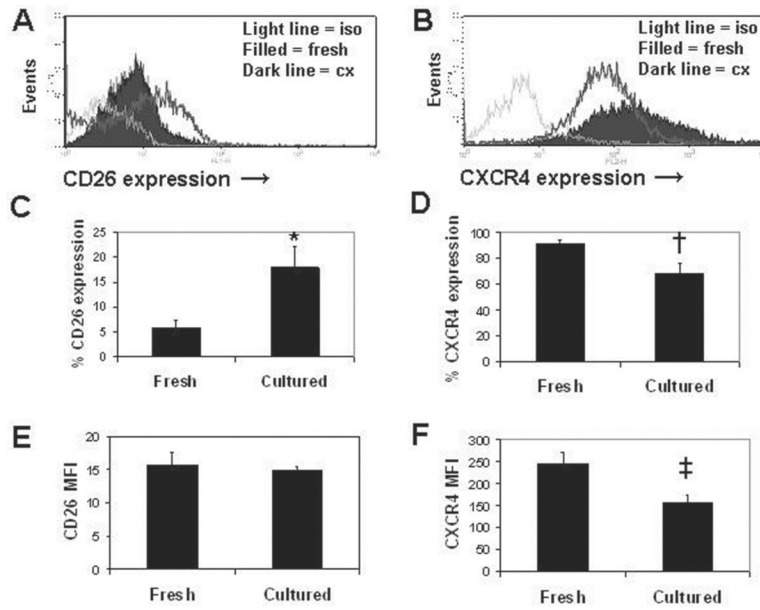 A
Light line = iso
Filled = fresh
Dark line = cx
Events
FL1-H
CD26 expression →
B
Light line = iso
Filled = fresh
Dark line = cx
Events
FL2-H
CXCR4 expression →
C
% CD26 expression
25
20
15
10
5
0
*
Fresh Cultured
D
% CXCR4 expression
100
80
60
40
20
0
†
Fresh Cultured
E
CD26 MFI
20
15
10
5
0
Fresh Cultured
F
CXCR4 MFI
300
250
200
150
100
50
0
‡
Fresh Cultured